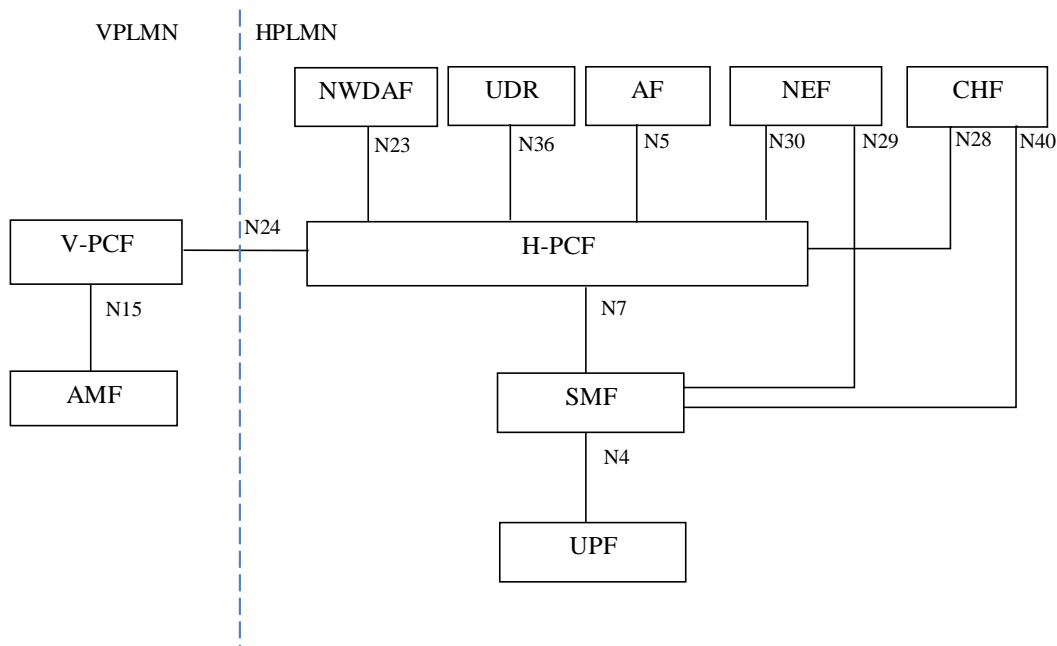 VPLMN
HPLMN
NWDAF
UDR
AF
NEF
CHF
N23
N36
N5
N30
N29
N28
N40
N24
V-PCF
H-PCF
N15
N7
AMF
SMF
N4
UPF